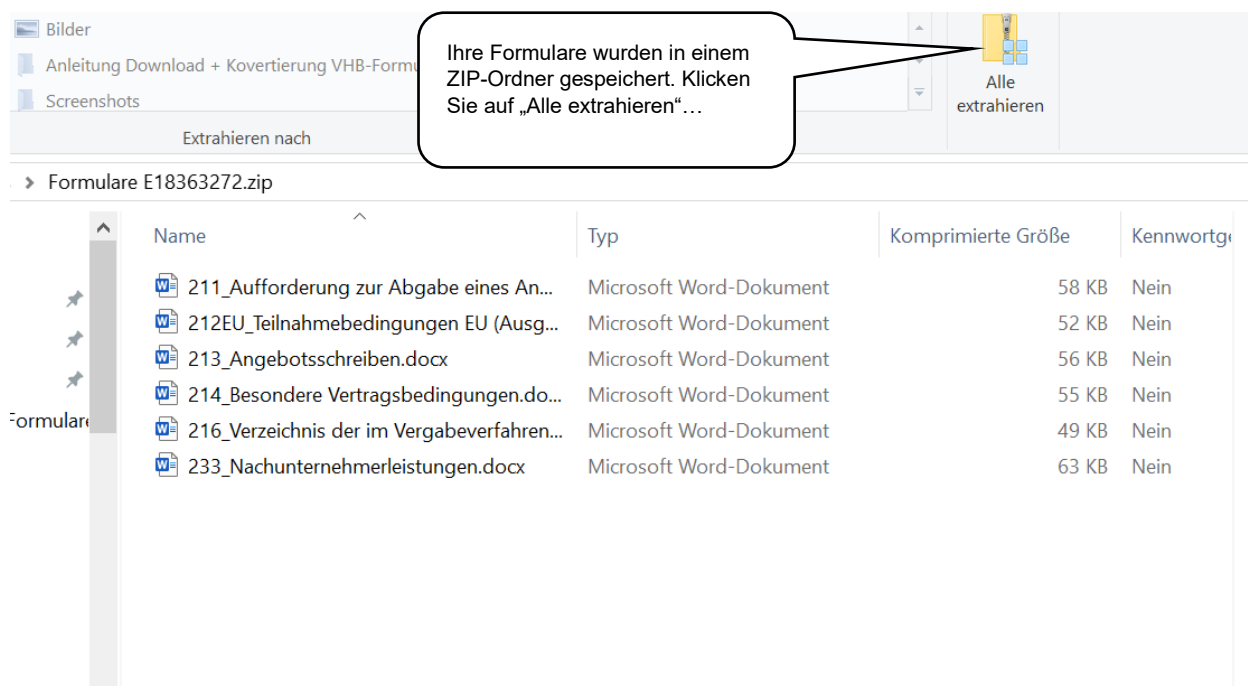 Bilder
Anleitung Download + Kovertierung VHB-Formu
Screenshots
Extrahieren nach
Ihre Formulare wurden in einem
ZIP-Ordner gespeichert. Klicken
Sie auf „Alle extrahieren“…
Alle
extrahieren
Formulare E18363272.zip
Name Typ Komprimierte Größe Kennwortge
211_Aufforderung zur Abgabe eines An... Microsoft Word-Dokument 58 KB Nein
212EU_Teilnahmebedingungen EU (Ausg... Microsoft Word-Dokument 52 KB Nein
213_Angebotsschreiben.docx Microsoft Word-Dokument 56 KB Nein
214_Besondere Vertragsbedingungen.do... Microsoft Word-Dokument 55 KB Nein
216_Verzeichnis der im Vergabeverfahren... Microsoft Word-Dokument 49 KB Nein
233_Nachunternehmerleistungen.docx Microsoft Word-Dokument 63 KB Nein
Formulare